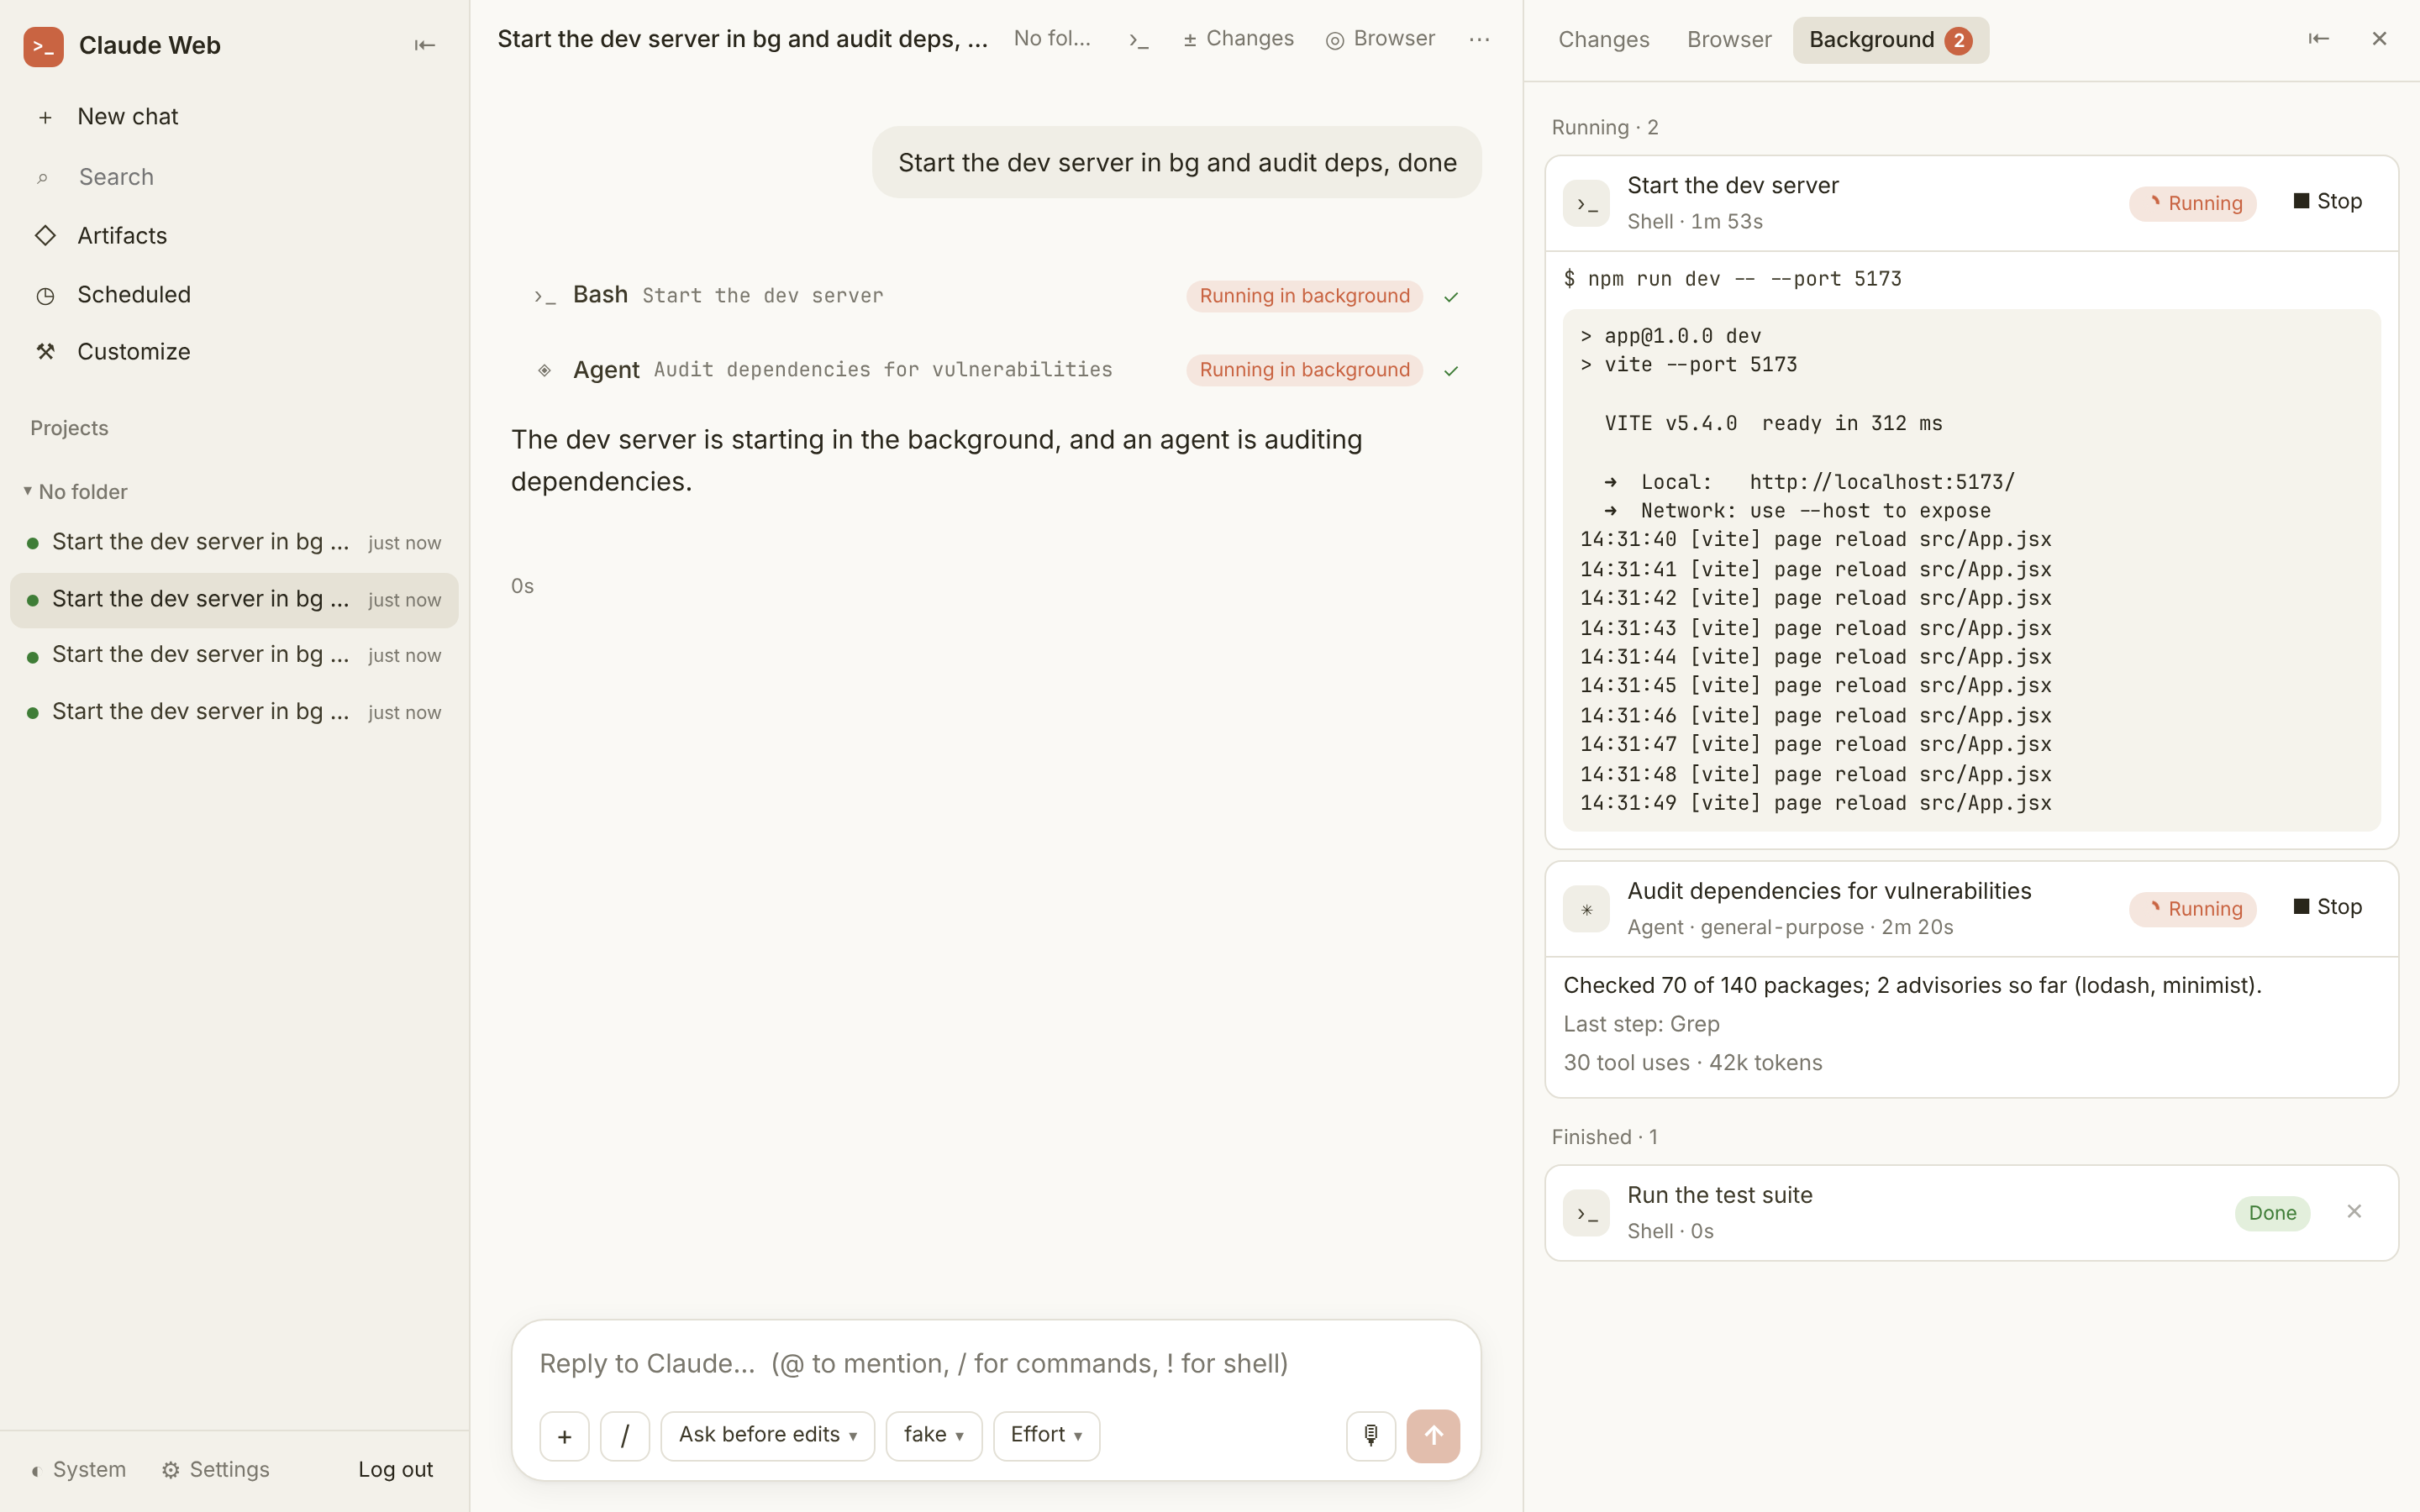 >_ Claude Web
+ New chat
Search
Artifacts
Scheduled
Customize
Projects
▾ No folder
Start the dev server in bg ... just now
Start the dev server in bg ... just now
Start the dev server in bg ... just now
Start the dev server in bg ... just now
System Settings Log out
Start the dev server in bg and audit deps, ... No fol... >_ ± Changes Browser ...
Start the dev server in bg and audit deps, done
>_ Bash Start the dev server Running in background ✓
Agent Audit dependencies for vulnerabilities Running in background ✓
The dev server is starting in the background, and an agent is auditing
dependencies.
0s
Reply to Claude... (@ to mention, / for commands, ! for shell)
+ / Ask before edits ▾ fake ▾ Effort ▾
Changes Browser Background 2
Running · 2
>_ Start the dev server
Shell · 1m 53s
Running Stop
$ npm run dev -- --port 5173
> app@1.0.0 dev
> vite --port 5173
VITE v5.4.0 ready in 312 ms
➜ Local: http://localhost:5173/
➜ Network: use --host to expose
14:31:40 [vite] page reload src/App.jsx
14:31:41 [vite] page reload src/App.jsx
14:31:42 [vite] page reload src/App.jsx
14:31:43 [vite] page reload src/App.jsx
14:31:44 [vite] page reload src/App.jsx
14:31:45 [vite] page reload src/App.jsx
14:31:46 [vite] page reload src/App.jsx
14:31:47 [vite] page reload src/App.jsx
14:31:48 [vite] page reload src/App.jsx
14:31:49 [vite] page reload src/App.jsx
Audit dependencies for vulnerabilities
Agent · general-purpose · 2m 20s
Running Stop
Checked 70 of 140 packages; 2 advisories so far (lodash, minimist).
Last step: Grep
30 tool uses · 42k tokens
Finished · 1
>_ Run the test suite
Shell · 0s
Done ✕